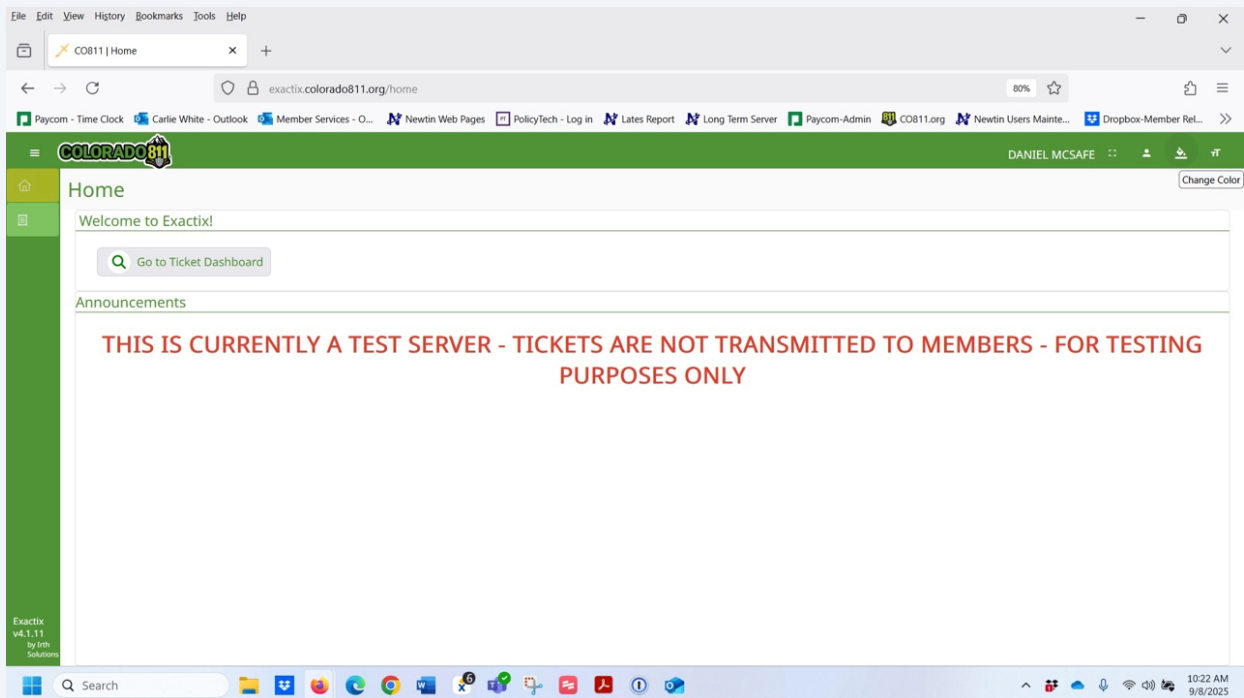 File Edit View History Bookmarks Tools Help
CO811 | Home
exactix.colorado811.org/home
80%
Paycom - Time Clock Carlie White - Outlook Member Services - O... Newtin Web Pages PolicyTech - Log in Lates Report Long Term Server Paycom-Admin CO811.org Newtin Users Mainte... Dropbox-Member Rel...
COLORADO811
DANIEL MCSAFE
Change Color
Home
Welcome to Exactix!
Go to Ticket Dashboard
Announcements
THIS IS CURRENTLY A TEST SERVER - TICKETS ARE NOT TRANSMITTED TO MEMBERS - FOR TESTING
PURPOSES ONLY
Exactix
v4.1.11
by Irth
Solutions
Search
6
10:22 AM
9/8/2025